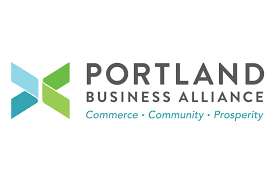 PORTLAND
BUSINESS ALLIANCE
Commerce • Community • Prosperity